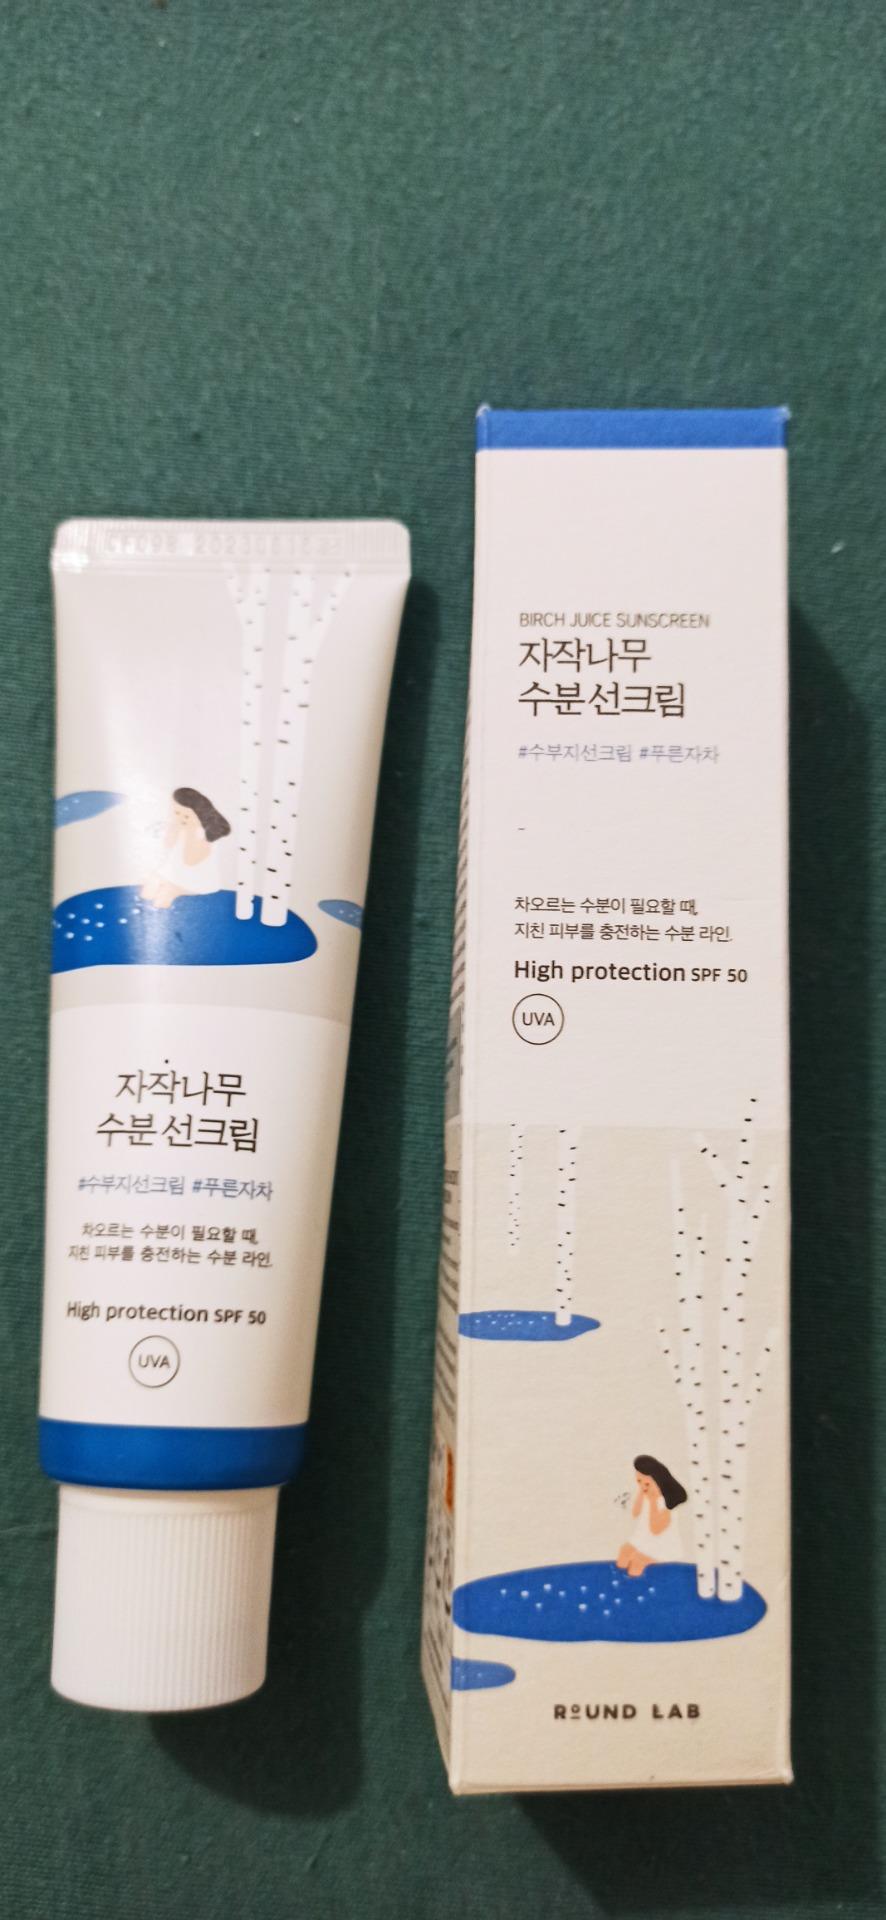 자작나무
수분 선크림
#수부지선크림 #푸른자차
차오르는 수분이 필요할 때,
지친 피부를 충전하는 수분 라인.
High protection SPF 50
UVA
BIRCH JUICE SUNSCREEN
자작나무
수분 선크림
#수부지선크림 #푸른자차
-
차오르는 수분이 필요할 때,
지친 피부를 충전하는 수분 라인.
High protection SPF 50
UVA
ROUND LAB